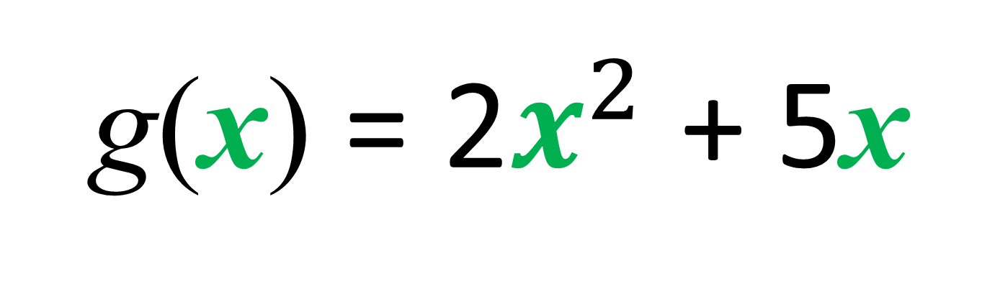 g(x) = 2x² + 5x